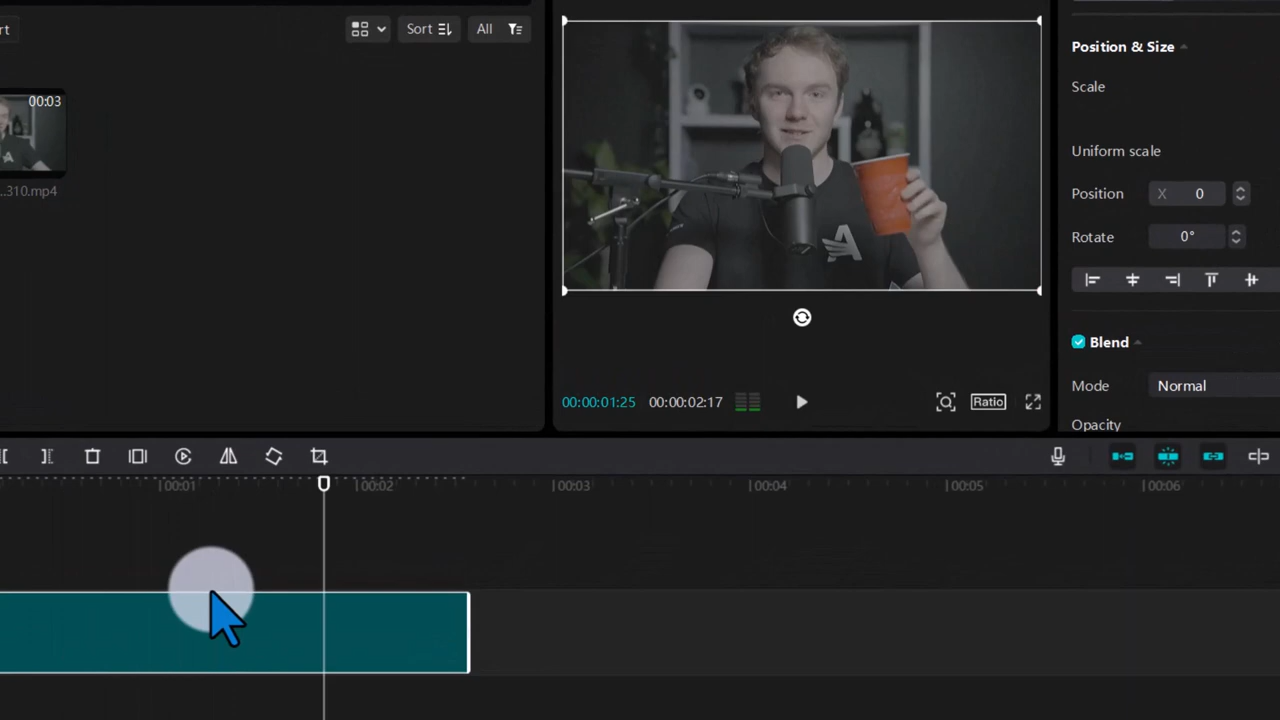 rt
Sort
All
00:03
...310.mp4
Position & Size
Scale
Uniform scale
Position
X
0
Rotate
0°
Blend
Mode
Normal
Opacity
A
A
00:00:01:25
00:00:02:17
Ratio
00:01
00:02
00:03
00:04
00:05
00:06